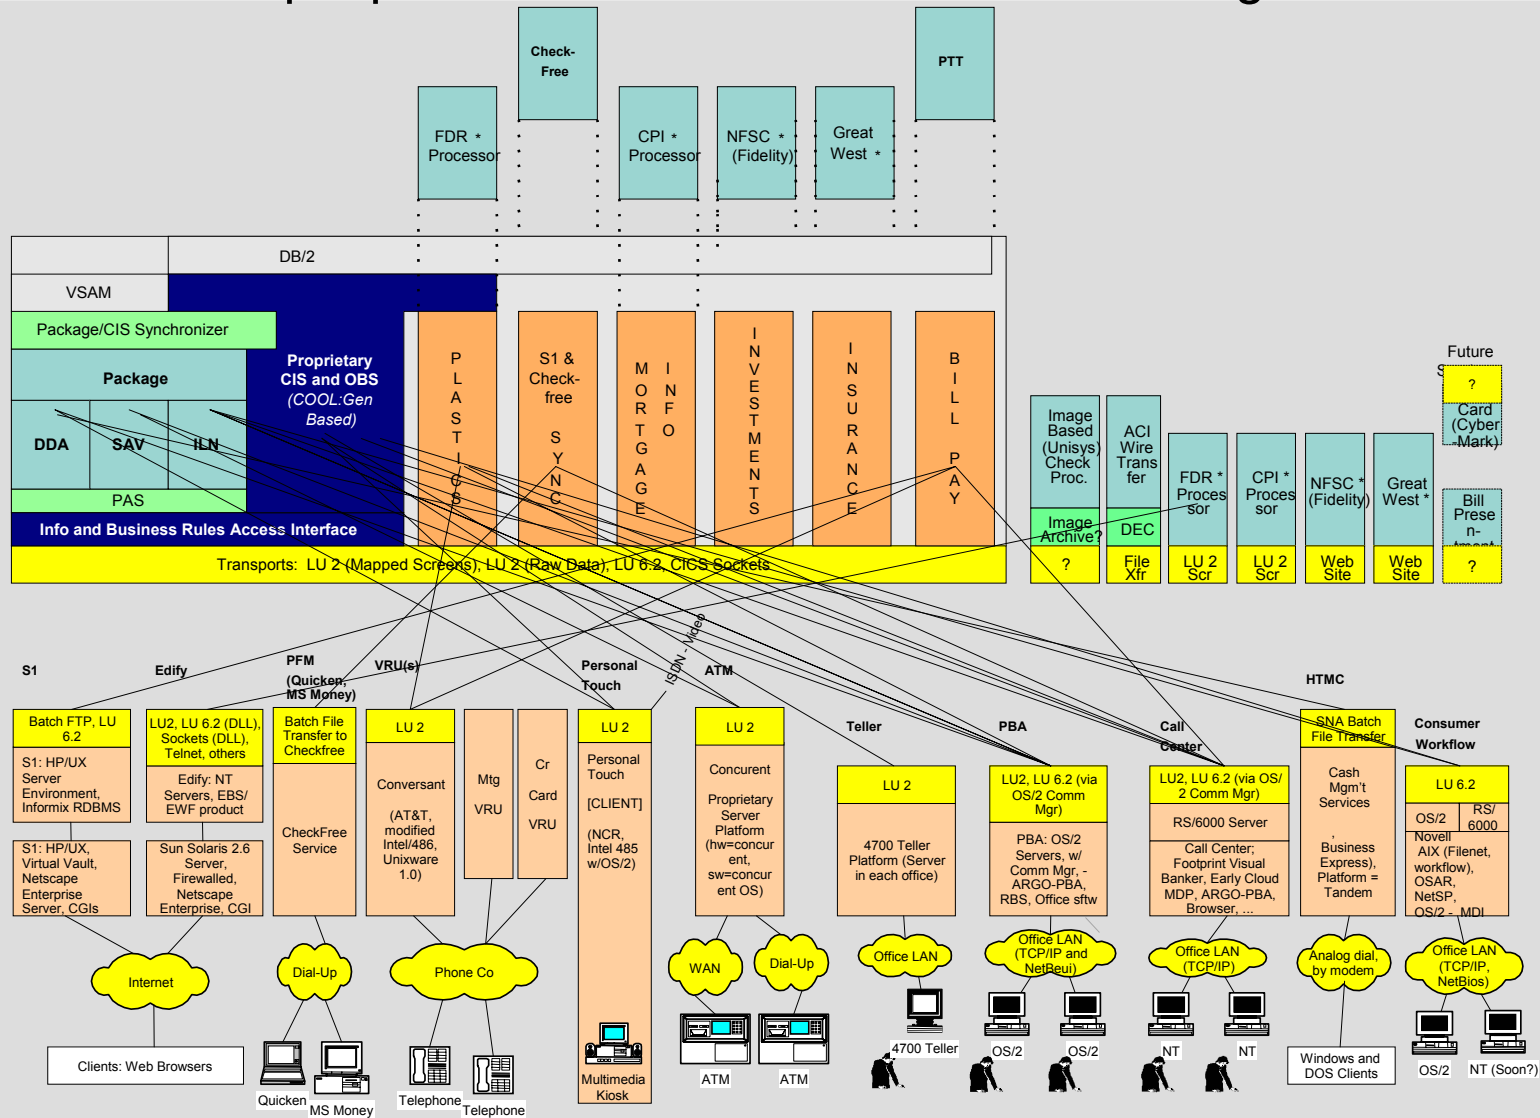 Check-
Free
PTT
FDR *
Processor
CPI *
Processor
NFSC *
(Fidelity)
Great
West *
DB/2
VSAM
Package/CIS Synchronizer
Package
Proprietary
CIS and OBS
(COOL:Gen
Based)
DDA
SAV
ILN
PAS
Info and Business Rules Access Interface
PLASTICS
S1 &
Check-
free
SYNC
MORTGAGE
INFO
INVESTMENTS
INSURANCE
BILL PAY
Transports: LU 2 (Mapped Screens), LU 2 (Raw Data), LU 6.2, CICS Sockets
Image
Based
(Unisys)
Check
Proc.
Image
Archive?
?
ACI
Wire
Trans
fer
DEC
File
Xfr
FDR *
Proces
sor
LU 2
Scr
CPI *
Proces
sor
LU 2
Scr
NFSC *
(Fidelity)
Web
Site
Great
West *
Web
Site
Future
?
Card
(Cyber
-Mark)
Bill
Prese
n-
tment
?
S1
Edify
PFM
(Quicken,
MS Money)
VRU(s)
Personal
Touch
ISDN - Video
ATM
Teller
PBA
Call
Center
HTMC
Consumer
Workflow
Batch FTP, LU
6.2
S1: HP/UX
Server
Environment,
Informix RDBMS
S1: HP/UX,
Virtual Vault,
Netscape
Enterprise
Server, CGIs
LU2, LU 6.2 (DLL),
Sockets (DLL),
Telnet, others
Edify: NT
Servers, EBS/
EWF product
Sun Solaris 2.6
Server,
Firewalled,
Netscape
Enterprise, CGI
Batch File
Transfer to
Checkfree
CheckFree
Service
LU 2
Conversant
(AT&T,
modified
Intel/486,
Unixware
1.0)
Mtg
VRU
Cr
Card
VRU
LU 2
Personal
Touch
[CLIENT]
(NCR,
Intel 485
w/OS/2)
LU 2
Concurent
Proprietary
Server
Platform
(hw=concur
ent,
sw=concur
ent OS)
LU 2
4700 Teller
Platform (Server
in each office)
LU2, LU 6.2 (via
OS/2 Comm
Mgr)
PBA: OS/2
Servers, w/
Comm Mgr, -
ARGO-PBA,
RBS, Office sftw
LU2, LU 6.2 (via OS/
2 Comm Mgr)
RS/6000 Server
Call Center;
Footprint Visual
Banker, Early Cloud
MDP, ARGO-PBA,
Browser, ...
SNA Batch
File Transfer
Cash
Mgm't
Services
,
Business
Express),
Platform =
Tandem
LU 6.2
OS/2
RS/
6000
Novell
AIX (Filenet,
workflow),
OSAR,
NetSP,
OS/2 - MDI
Internet
Dial-Up
Phone Co
WAN
Dial-Up
Office LAN
Office LAN
(TCP/IP and
NetBeui)
Office LAN
(TCP/IP)
Analog dial,
by modem
Office LAN
(TCP/IP,
NetBios)
Clients: Web Browsers
Quicken
MS Money
Telephone
Telephone
Multimedia
Kiosk
ATM
ATM
4700 Teller
OS/2
OS/2
NT
NT
Windows and
DOS Clients
OS/2
NT (Soon?)